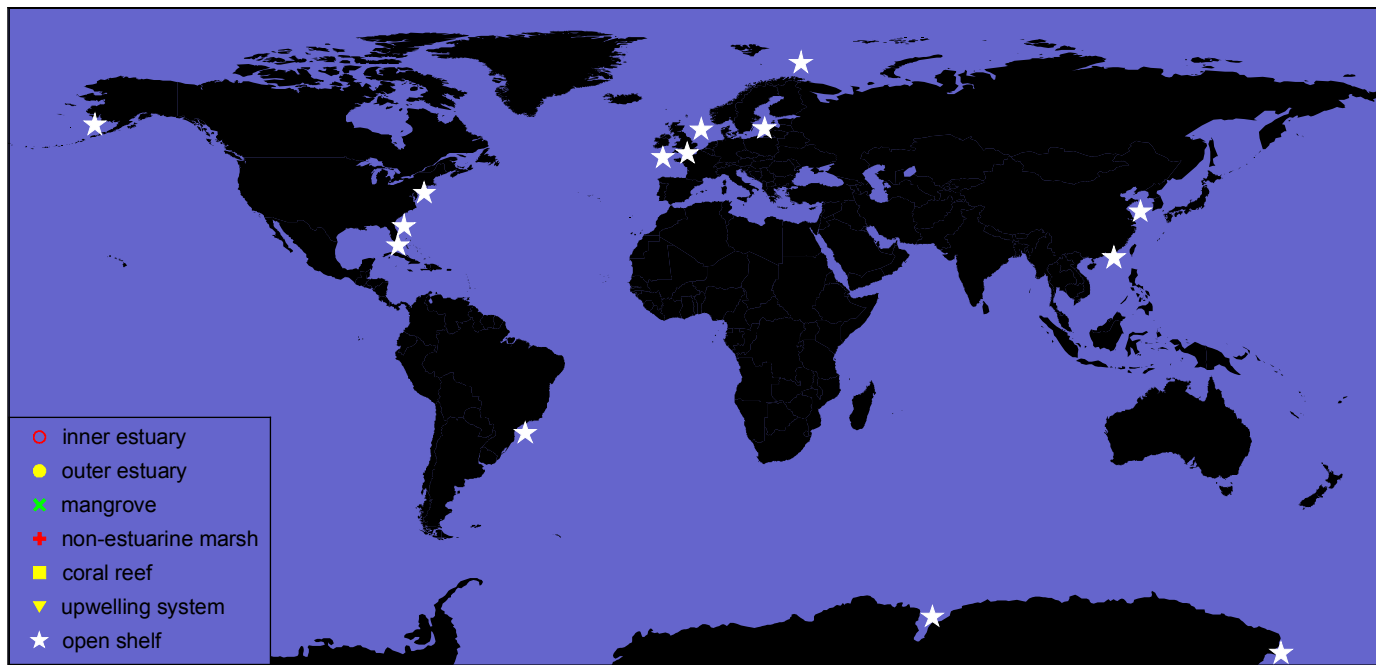 inner estuary
outer estuary
mangrove
non-estuarine marsh
coral reef
upwelling system
open shelf